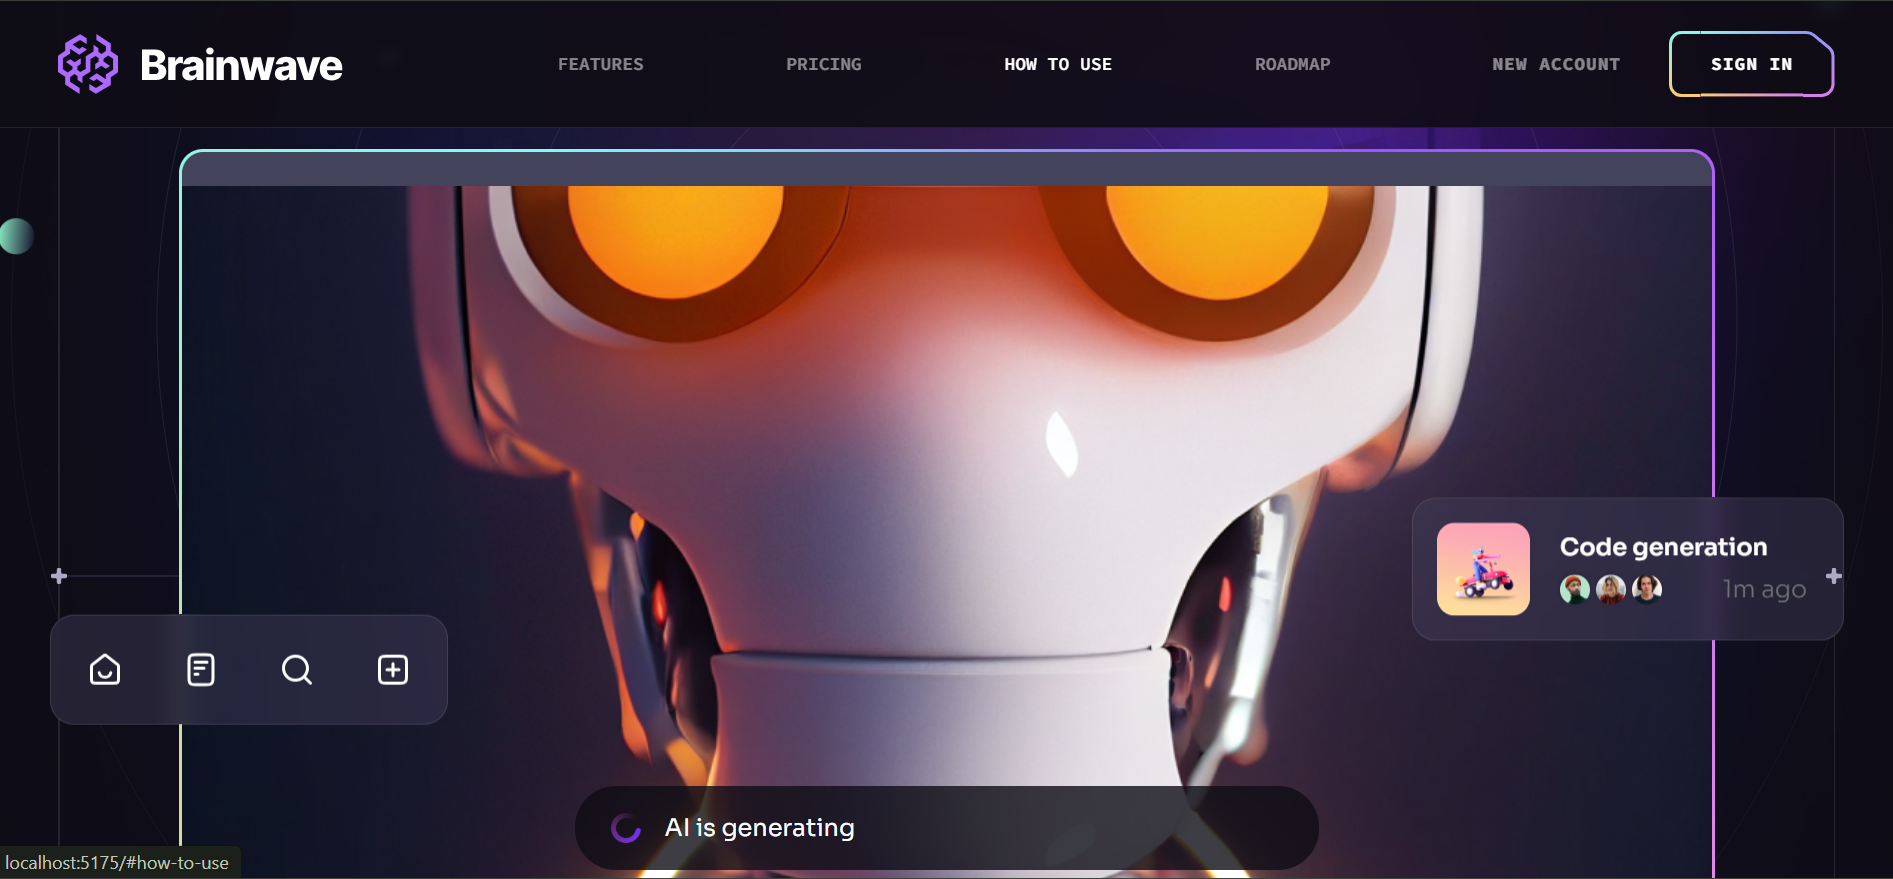 Brainwave
FEATURES
PRICING
HOW TO USE
ROADMAP
NEW ACCOUNT
SIGN IN
Code generation
1m ago
AI is generating
localhost:5175/#how-to-use